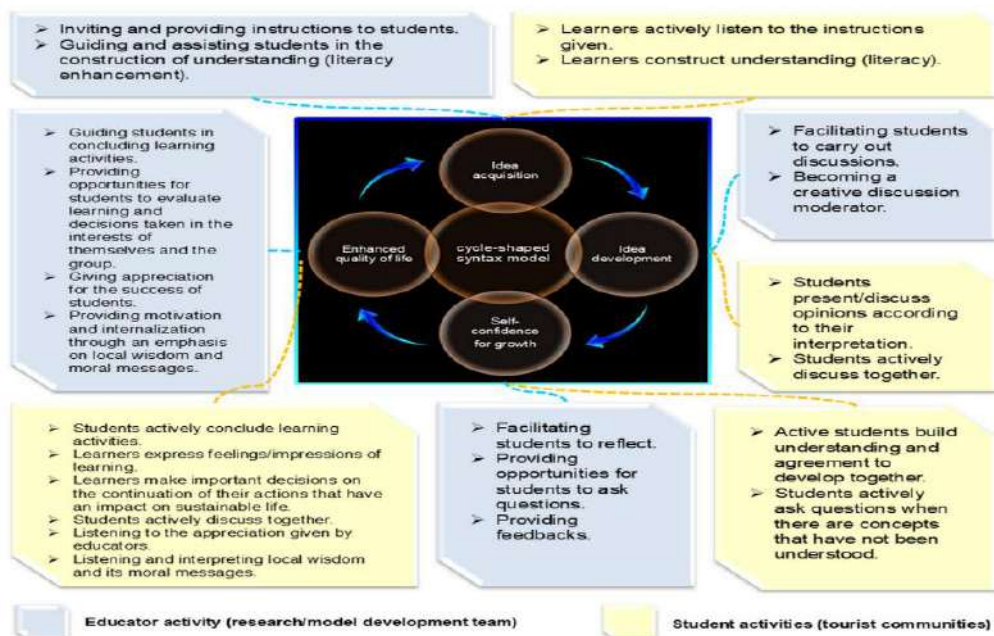 ➢ Inviting and providing instructions to students.
➢ Guiding and assisting students in the
construction of understanding (literacy
enhancement).
➢ Learners actively listen to the instructions
given.
➢ Learners construct understanding (literacy).
➢ Guiding students in
concluding learning
activities.
➢ Providing
opportunities for
students to evaluate
learning and
decisions taken in the
interests of
themselves and the
group.
➢ Giving appreciation
for the success of
students.
➢ Providing motivation
and internalization
through an emphasis
on local wisdom and
moral messages.
Idea
acquisition
Enhanced
quality of life
cycle-shaped
syntax model
Idea
development
Self-
confidence
for growth
➢ Facilitating students
to carry out
discussions.
➢ Becoming a
creative discussion
moderator.
➢ Students
present/discuss
opinions according
to their
interpretation.
➢ Students actively
discuss together.
➢ Students actively conclude learning
activities.
➢ Learners express feelings/impressions of
learning.
➢ Learners make important decisions on
the continuation of their actions that have
an impact on sustainable life.
➢ Students actively discuss together.
➢ Listening to the appreciation given by
educators.
➢ Listening and interpreting local wisdom
and its moral messages.
➢ Facilitating
students to reflect.
➢ Providing
opportunities for
students to ask
questions.
➢ Providing
feedbacks.
➢ Active students build
understanding and
agreement to
develop together.
➢ Students actively
ask questions when
there are concepts
that have not been
understood.
Educator activity (research/model development team)
Student activities (tourist communities)